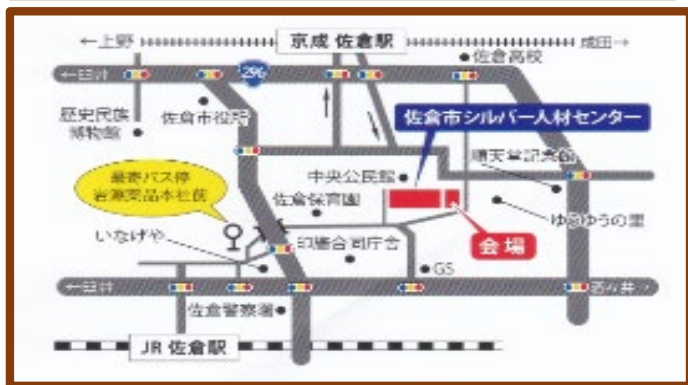 ←上野
京成 佐倉駅
成田→
佐倉高校
←臼井
296
歴史民族
博物館
佐倉市役所
佐倉市シルバー人材センター
順天堂記念館
中央公民館
最寄バス停
岩渕薬品本社前
佐倉保育園
ゆうゆうの里
いなげや
印旛合同庁舎
会場
GS
←臼井
酒々井→
佐倉警察署
JR 佐倉駅